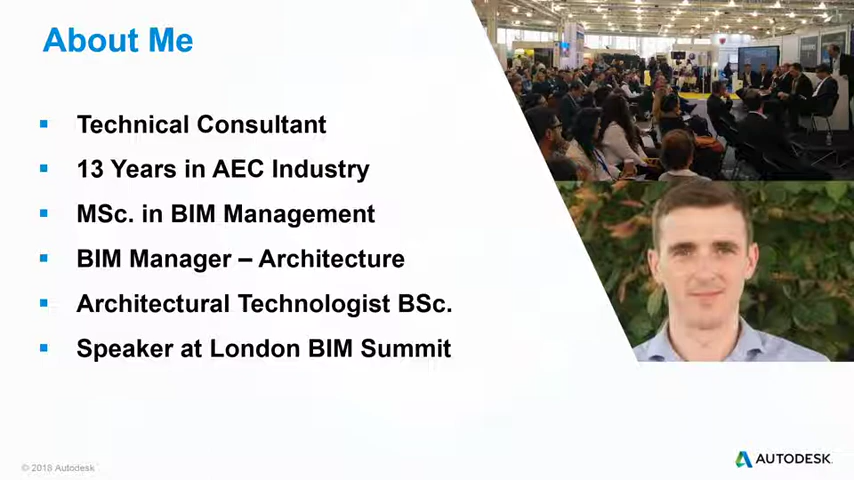 About Me
▪ Technical Consultant
▪ 13 Years in AEC Industry
▪ MSc. in BIM Management
▪ BIM Manager – Architecture
▪ Architectural Technologist BSc.
▪ Speaker at London BIM Summit
© 2018 Autodesk
AUTODESK.